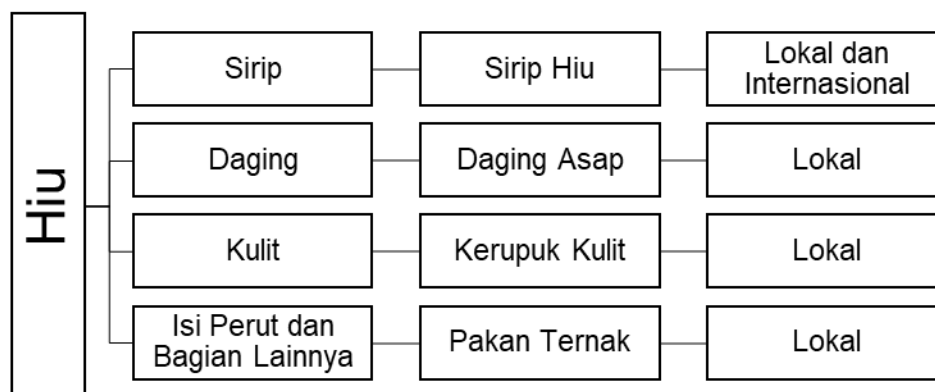 Hiu
Sirip
Sirip Hiu
Lokal dan
Internasional
Daging
Daging Asap
Lokal
Kulit
Kerupuk Kulit
Lokal
Isi Perut dan
Bagian Lainnya
Pakan Ternak
Lokal